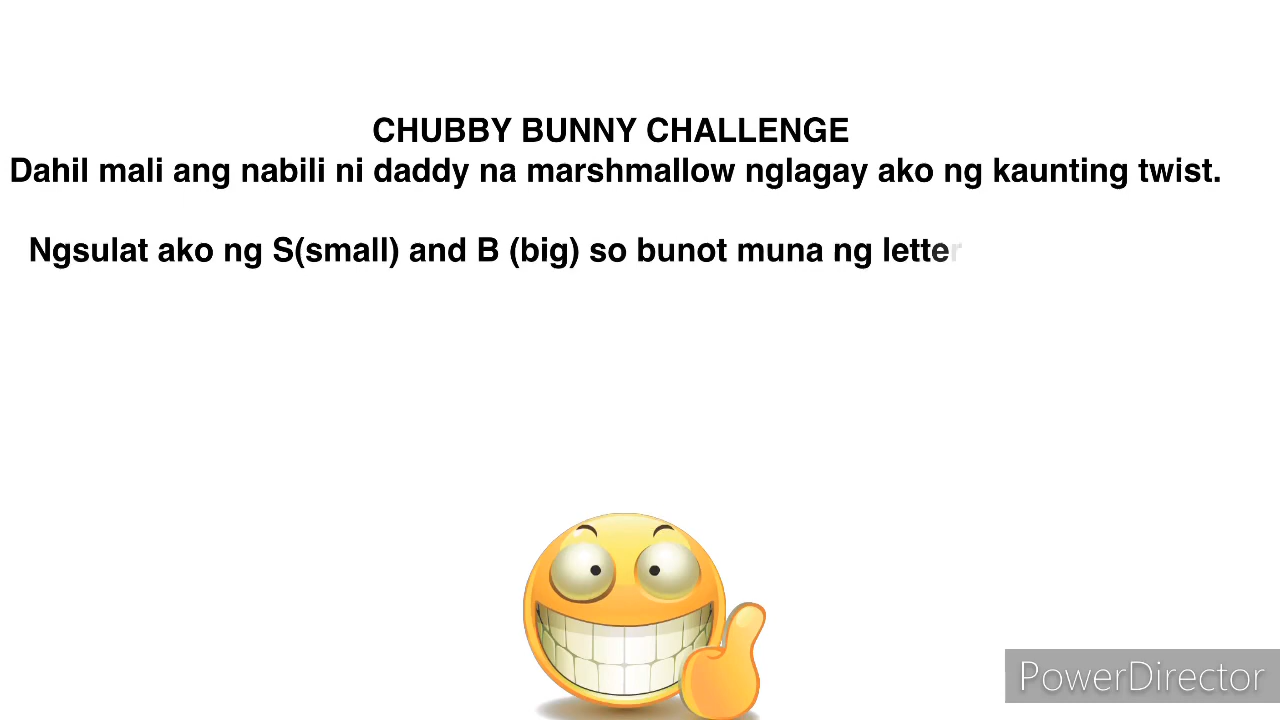 CHUBBY BUNNY CHALLENGE
Dahil mali ang nabili ni daddy na marshmallow nglagay ako ng kaunting twist.
Ngsulat ako ng S(small) and B (big) so bunot muna ng letter
PowerDirector